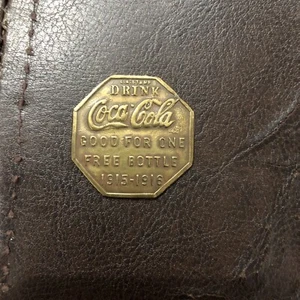 DRINK
Coca-Cola
GOOD FOR ONE
FREE BOTTLE
1915-1916